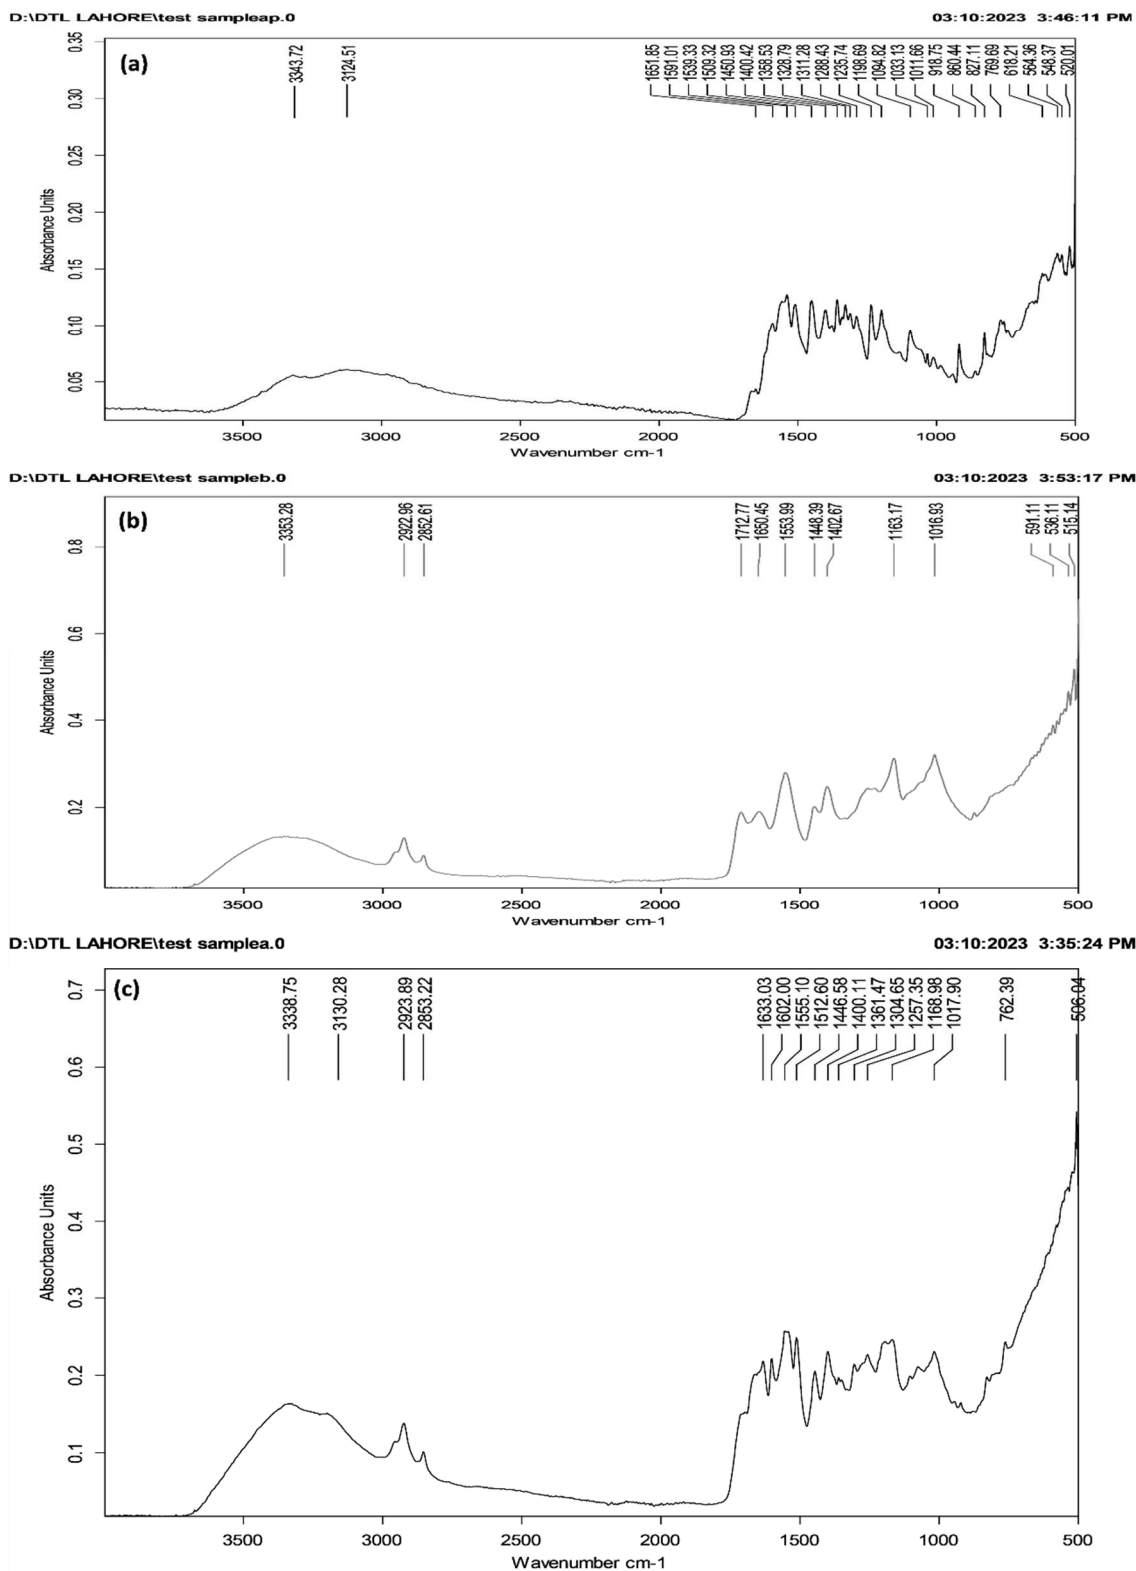 D:\DTL LAHORE\test sampleap.0 03:10:2023 3:46:11 PM
(a)
3343.72 3124.51 1651.85 1591.01 1539.33 1509.32 1450.93 1400.42 1358.53 1328.79 1311.28 1288.43 1235.74 1198.69 1094.82 1033.13 1011.66 918.75 860.44 827.11 769.69 618.21 564.36 548.37 520.01
Absorbance Units
0.35
0.30
0.25
0.20
0.15
0.10
0.05
3500 3000 2500 2000 1500 1000 500
Wavenumber cm-1
D:\DTL LAHORE\test sampleb.0 03:10:2023 3:53:17 PM
(b)
3353.28 2922.96 2852.61 1712.77 1650.45 1553.99 1448.39 1402.67 1163.17 1016.93 591.11 536.11 515.14
Absorbance Units
0.8
0.6
0.4
0.2
3500 3000 2500 2000 1500 1000 500
Wavenumber cm-1
D:\DTL LAHORE\test samplea.0 03:10:2023 3:35:24 PM
(c)
3338.75 3130.28 2923.89 2853.22 1633.03 1602.00 1555.10 1512.60 1446.58 1400.11 1361.47 1304.65 1257.35 1168.98 1017.90 762.39 506.04
Absorbance Units
0.7
0.6
0.5
0.4
0.3
0.2
0.1
3500 3000 2500 2000 1500 1000 500
Wavenumber cm-1